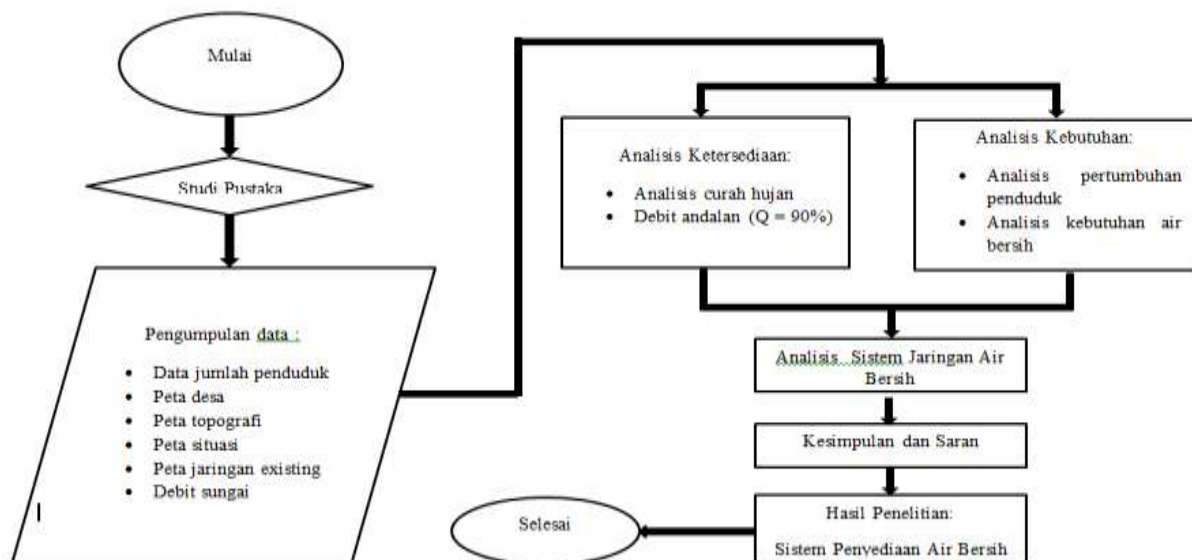 Mulai
Studi Pustaka
Pengumpulan data :
• Data jumlah penduduk
• Peta desa
• Peta topografi
• Peta situasi
• Peta jaringan existing
• Debit sungai
Analisis Ketersediaan:
• Analisis curah hujan
• Debit andalan (Q = 90%)
Analisis Kebutuhan:
• Analisis pertumbuhan
penduduk
• Analisis kebutuhan air
bersih
Analisis Sistem Jaringan Air
Bersih
Kesimpulan dan Saran
Hasil Penelitian:
Sistem Penyediaan Air Bersih
Selesai